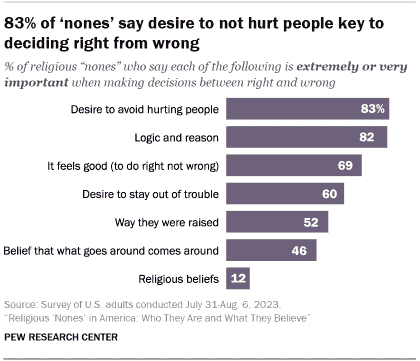 83% of ‘nones’ say desire to not hurt people key to
deciding right from wrong
% of religious “nones” who say each of the following is extremely or very
important when making decisions between right and wrong
Desire to avoid hurting people 83%
Logic and reason 82
It feels good (to do right not wrong) 69
Desire to stay out of trouble 60
Way they were raised 52
Belief that what goes around comes around 46
Religious beliefs 12
Source: Survey of U.S. adults conducted July 31-Aug. 6, 2023.
“Religious ‘Nones’ in America: Who They Are and What They Believe”
PEW RESEARCH CENTER